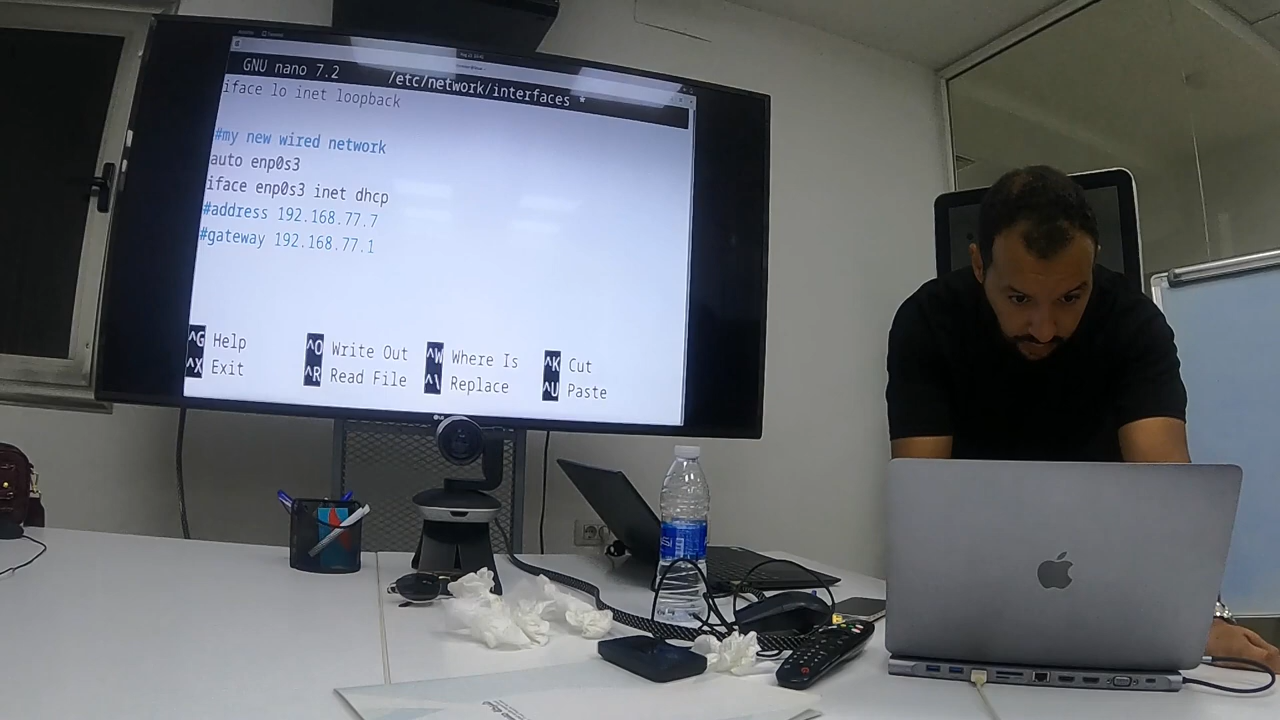 GNU nano 7.2 /etc/network/interfaces *
iface lo inet loopback
#my new wired network
auto enp0s3
iface enp0s3 inet dhcp
#address 192.168.77.7
#gateway 192.168.77.1
^G Help ^O Write Out ^W Where Is ^K Cut
^X Exit ^R Read File ^\ Replace ^U Paste
LG